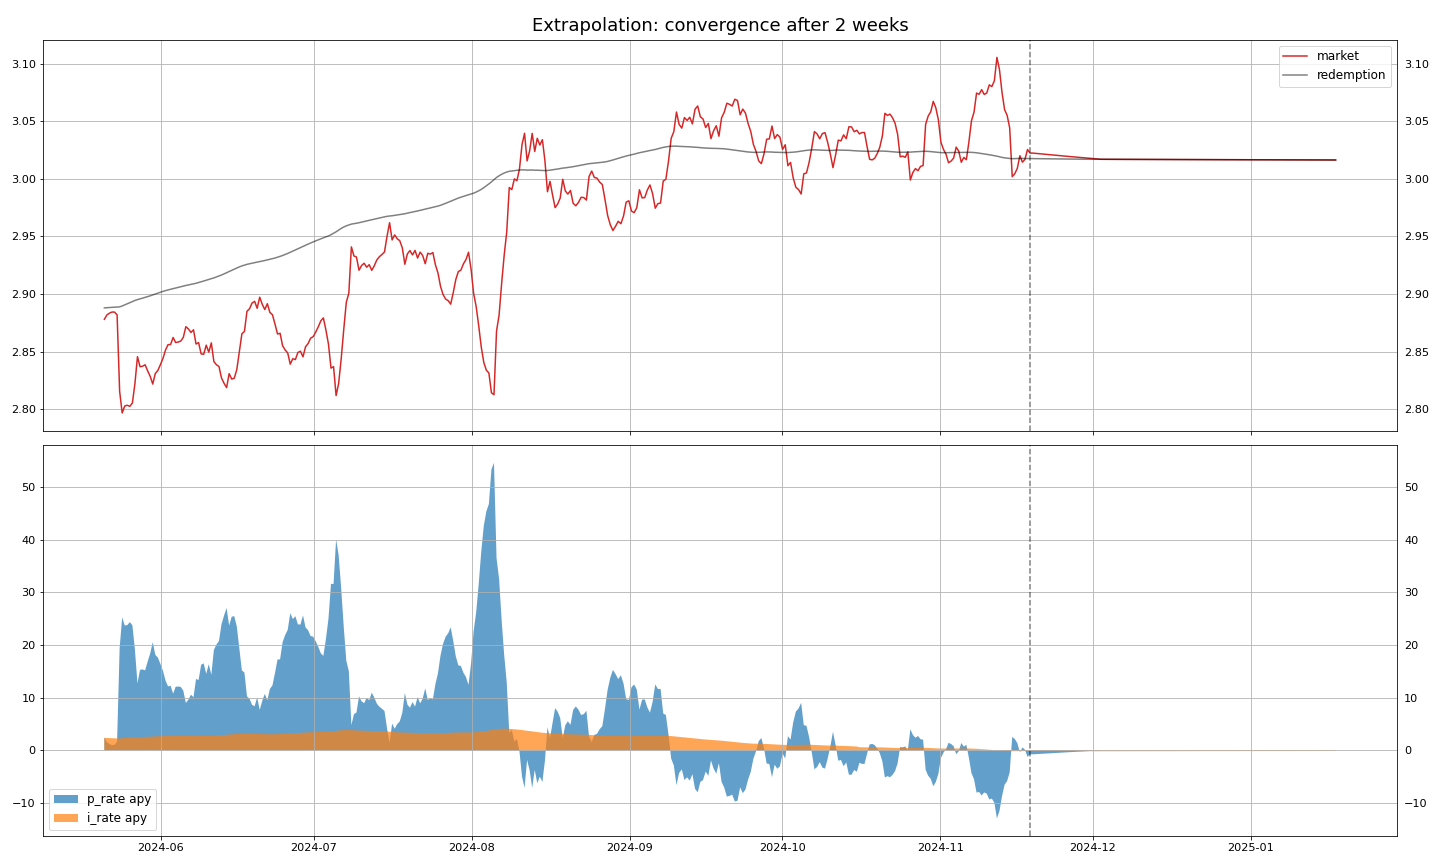 Extrapolation: convergence after 2 weeks
market
redemption
3.10 3.10
3.05 3.05
3.00 3.00
2.95 2.95
2.90 2.90
2.85 2.85
2.80 2.80
50 50
40 40
30 30
20 20
10 10
0 0
−10 −10
p_rate apy
i_rate apy
2024-06 2024-07 2024-08 2024-09 2024-10 2024-11 2024-12 2025-01